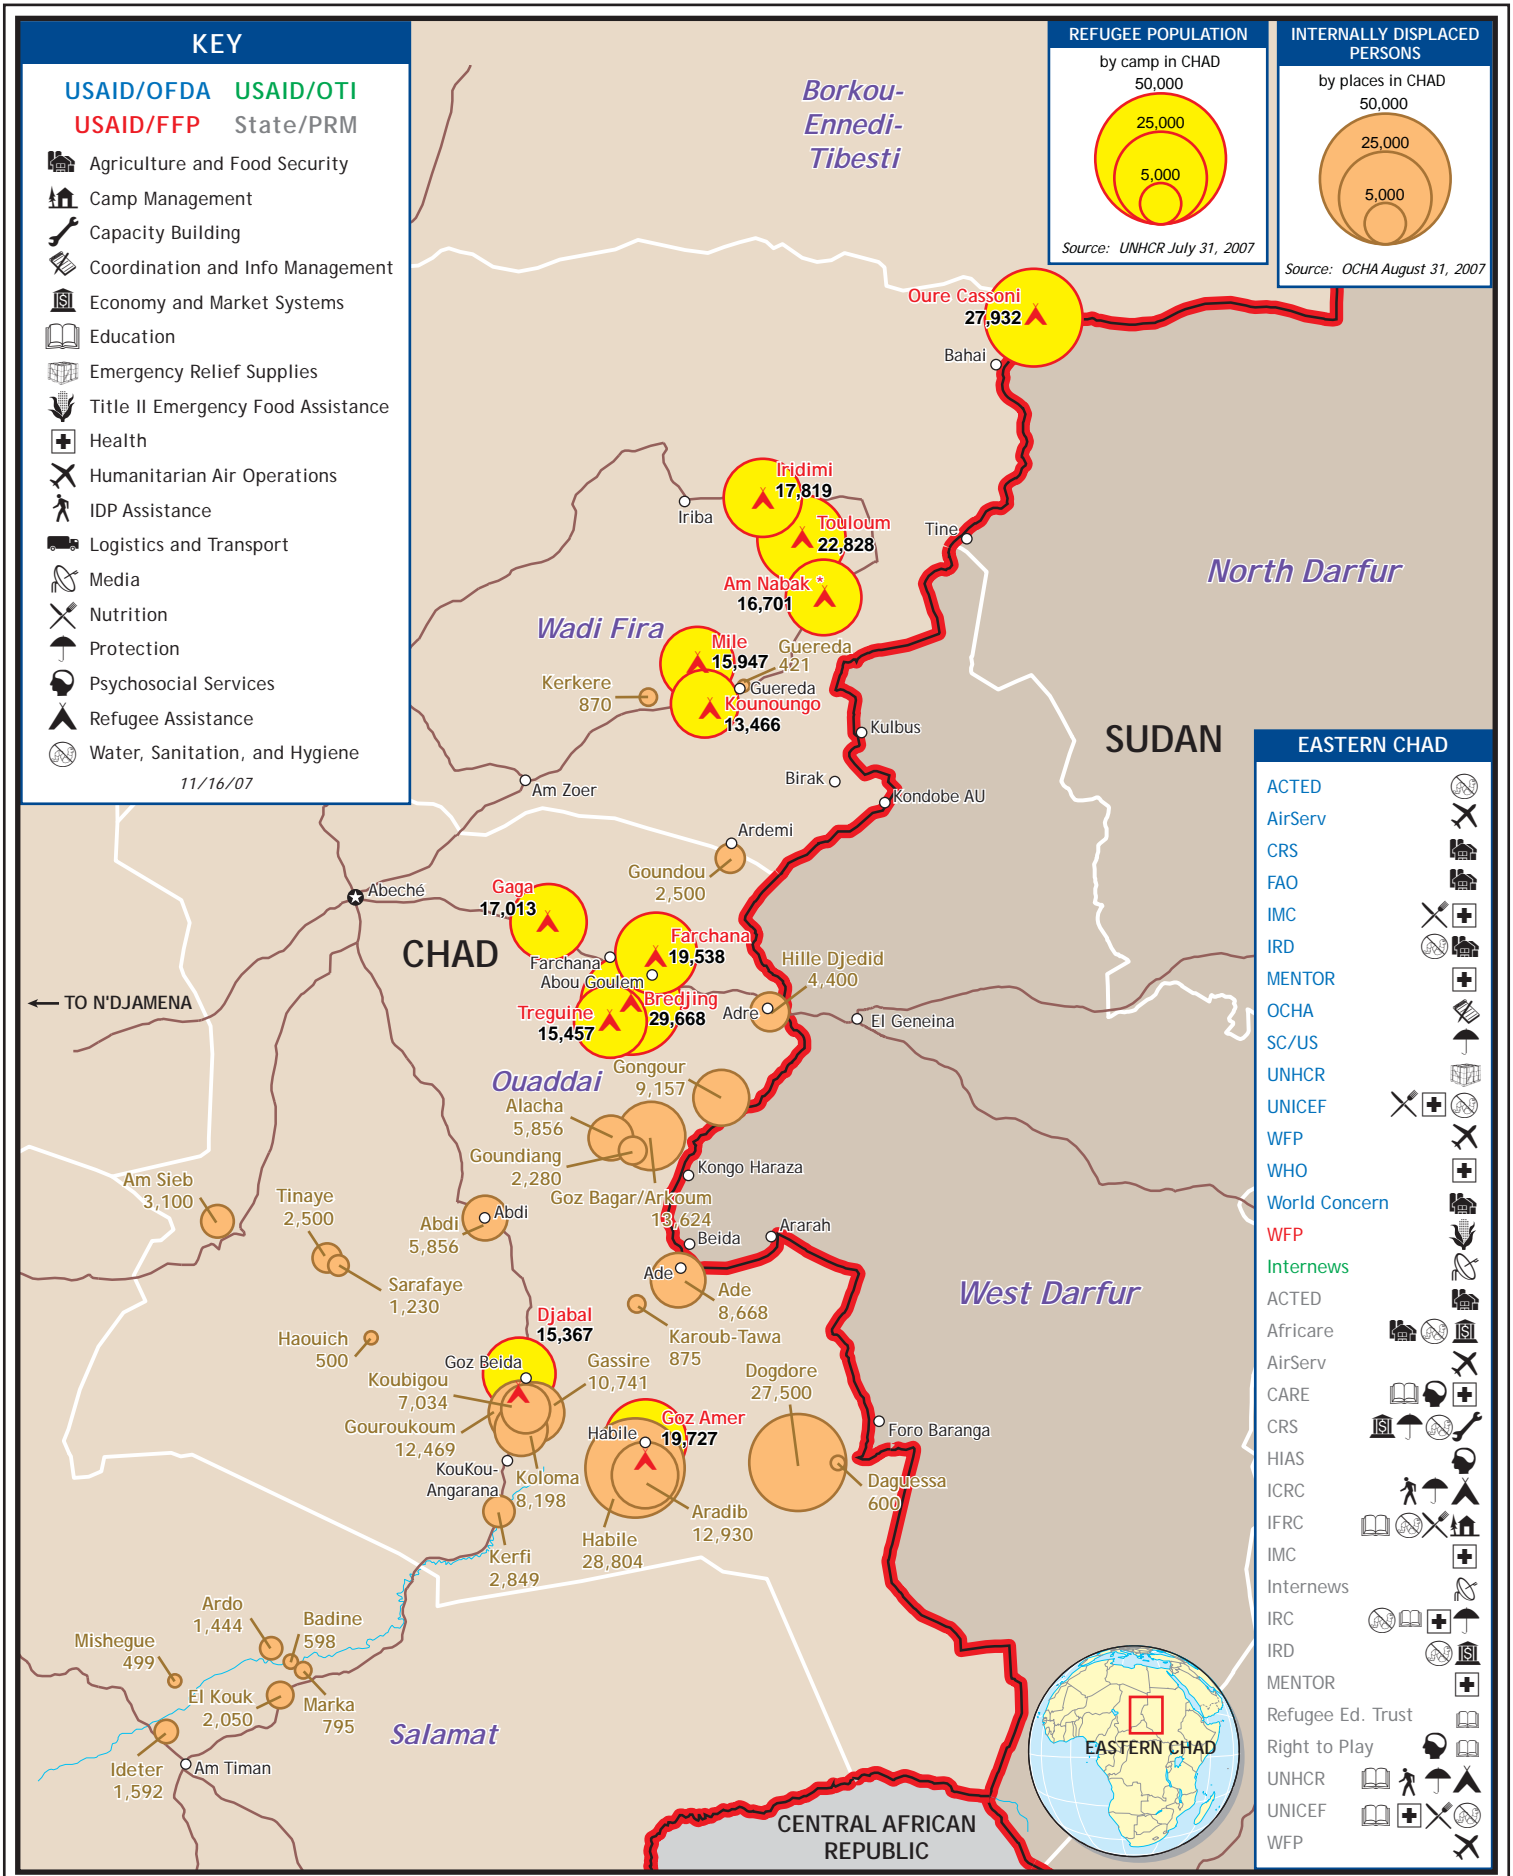 KEY
USAID/OFDA USAID/OTI
USAID/FFP State/PRM
Agriculture and Food Security
Camp Management
Capacity Building
Coordination and Info Management
Economy and Market Systems
Education
Emergency Relief Supplies
Title II Emergency Food Assistance
Health
Humanitarian Air Operations
IDP Assistance
Logistics and Transport
Media
Nutrition
Protection
Psychosocial Services
Refugee Assistance
Water, Sanitation, and Hygiene
11/16/07
REFUGEE POPULATION
by camp in CHAD
50,000
25,000
5,000
Source: UNHCR July 31, 2007
INTERNALLY DISPLACED
PERSONS
by places in CHAD
50,000
25,000
5,000
Source: OCHA August 31, 2007
Borkou-
Ennedi-
Tibesti
Oure Cassoni
27,932
Bahai
Iridimi
17,819
Iriba
Touloum
22,828
Tine
Am Nabak *
16,701
North Darfur
Wadi Fira
Mile
15,947
Guereda
421
Kerkere
870
Guereda
Kounoungo
13,466
Kulbus
SUDAN
Birak
Am Zoer
Kondobe AU
Ardemi
Goundou
2,500
Abeché
Gaga
17,013
CHAD
Farchana
19,538
Farchana
Abou Goulem
Hille Djedid
4,400
TO N'DJAMENA
Bredjing
29,668
Treguine
15,457
Adre
El Geneina
Ouaddai
Gongour
9,157
Alacha
5,856
Goundiang
2,280
Kongo Haraza
Goz Bagar/Arkoum
13,624
Am Sieb
3,100
Tinaye
2,500
Abdi
5,856
Abdi
Ararah
Beida
Ade
Ade
8,668
Sarafaye
1,230
West Darfur
Haouich
500
Djabal
15,367
Karoub-Tawa
875
Goz Beida
Gassire
10,741
Koubigou
7,034
Dogdore
27,500
Gouroukoum
12,469
Goz Amer
19,727
Habile
Foro Baranga
KouKou-
Angarana
Koloma
8,198
Daguessa
600
Aradib
12,930
Habile
28,804
Kerfi
2,849
Ardo
1,444
Badine
598
Mishegue
499
El Kouk
2,050
Marka
795
Salamat
Ideter
1,592
Am Timan
CENTRAL AFRICAN
REPUBLIC
EASTERN CHAD
EASTERN CHAD
ACTED
AirServ
CRS
FAO
IMC
IRD
MENTOR
OCHA
SC/US
UNHCR
UNICEF
WFP
WHO
World Concern
WFP
Internews
ACTED
Africare
AirServ
CARE
CRS
HIAS
ICRC
IFRC
IMC
Internews
IRC
IRD
MENTOR
Refugee Ed. Trust
Right to Play
UNHCR
UNICEF
WFP